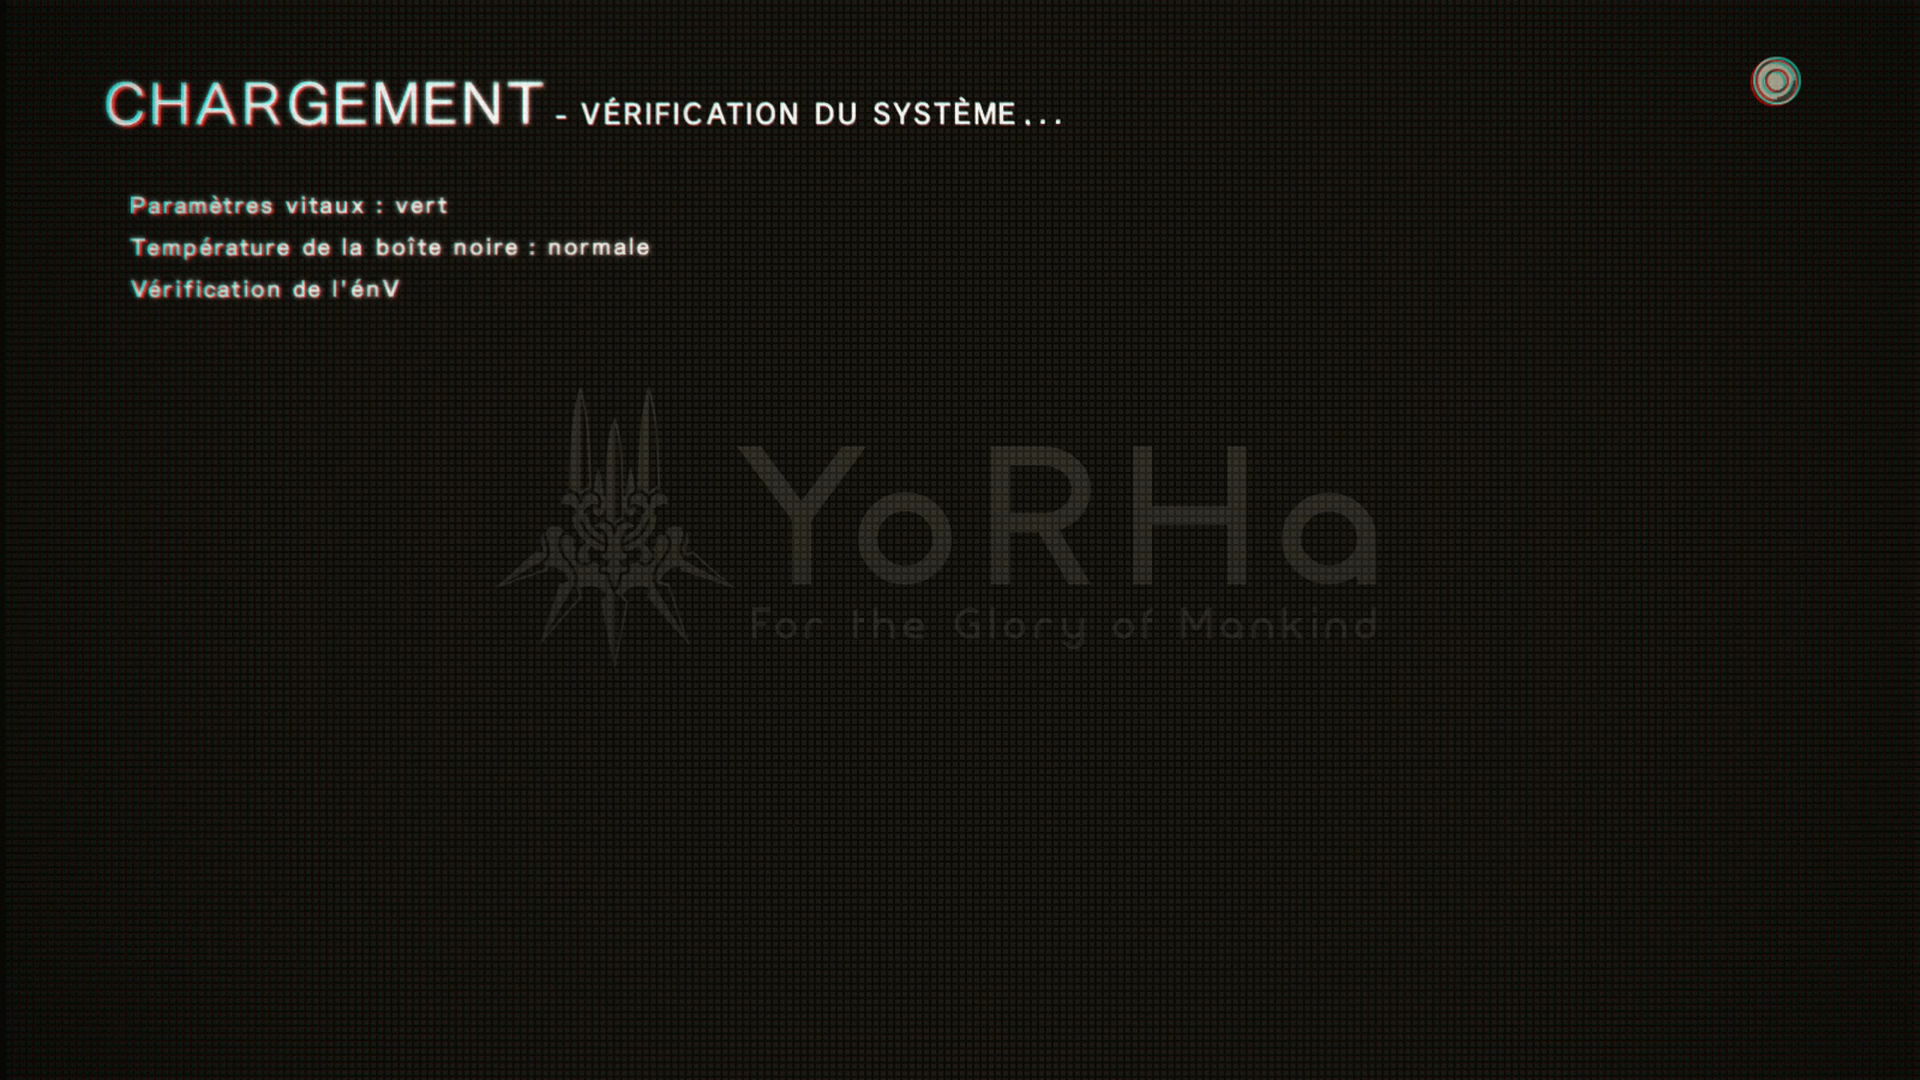 CHARGEMENT - VÉRIFICATION DU SYSTÈME...
Paramètres vitaux : vert
Température de la boîte noire : normale
Vérification de l'énV
YoRHa
For the Glory of Mankind